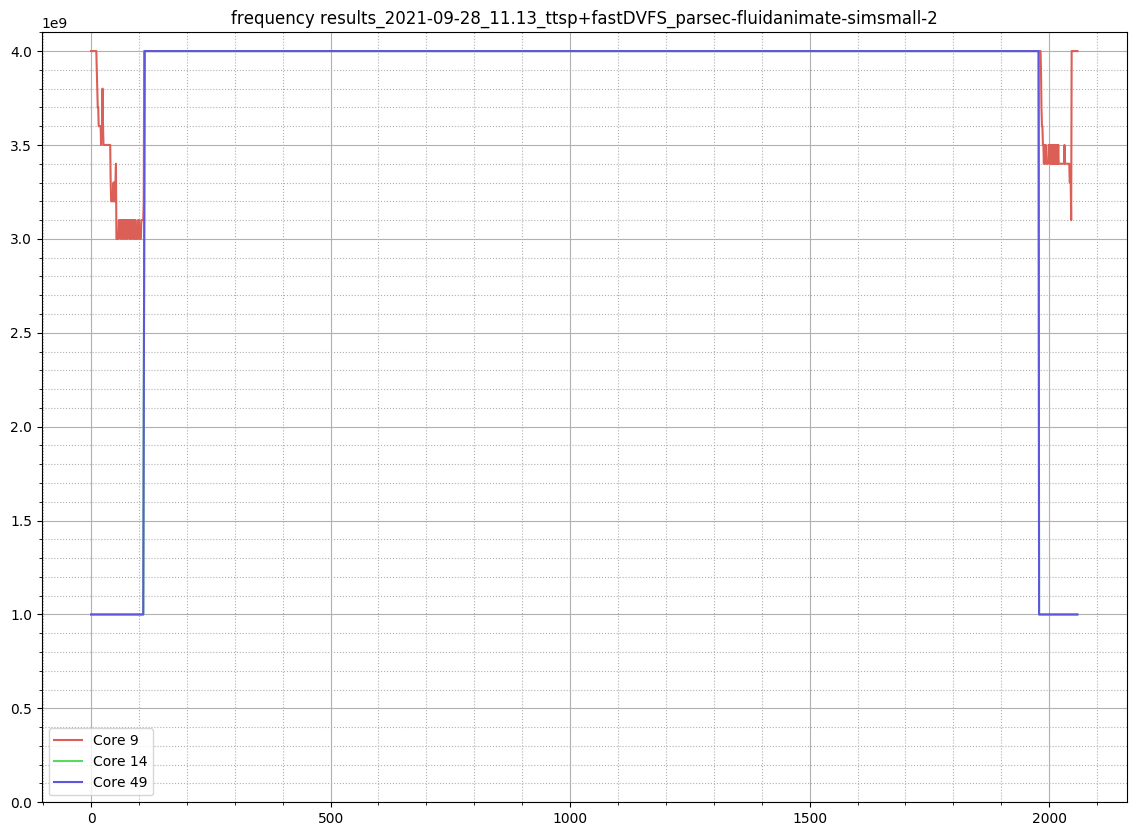 frequency results_2021-09-28_11.13_ttsp+fastDVFS_parsec-fluidanimate-simsmall-2
1e9
4.0
3.5
3.0
2.5
2.0
1.5
1.0
0.5
0.0
Core 9
Core 14
Core 49
0 500 1000 1500 2000